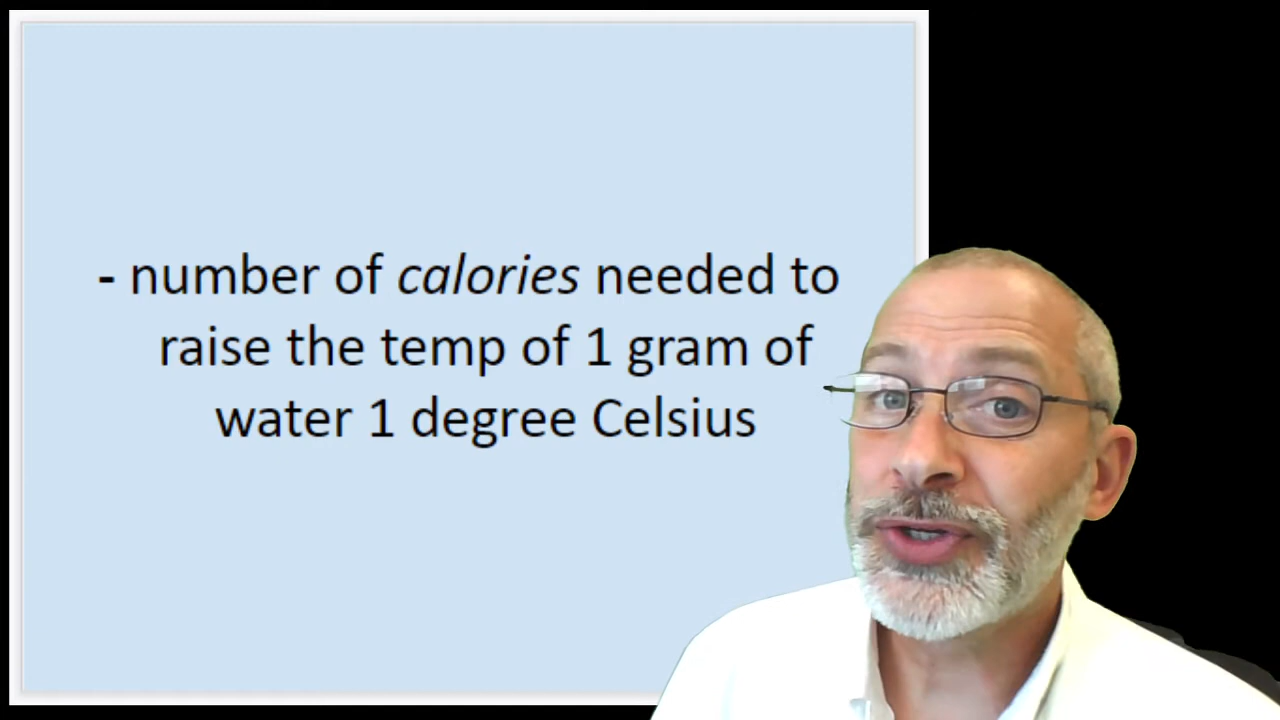 - number of calories needed to
raise the temp of 1 gram of
water 1 degree Celsius